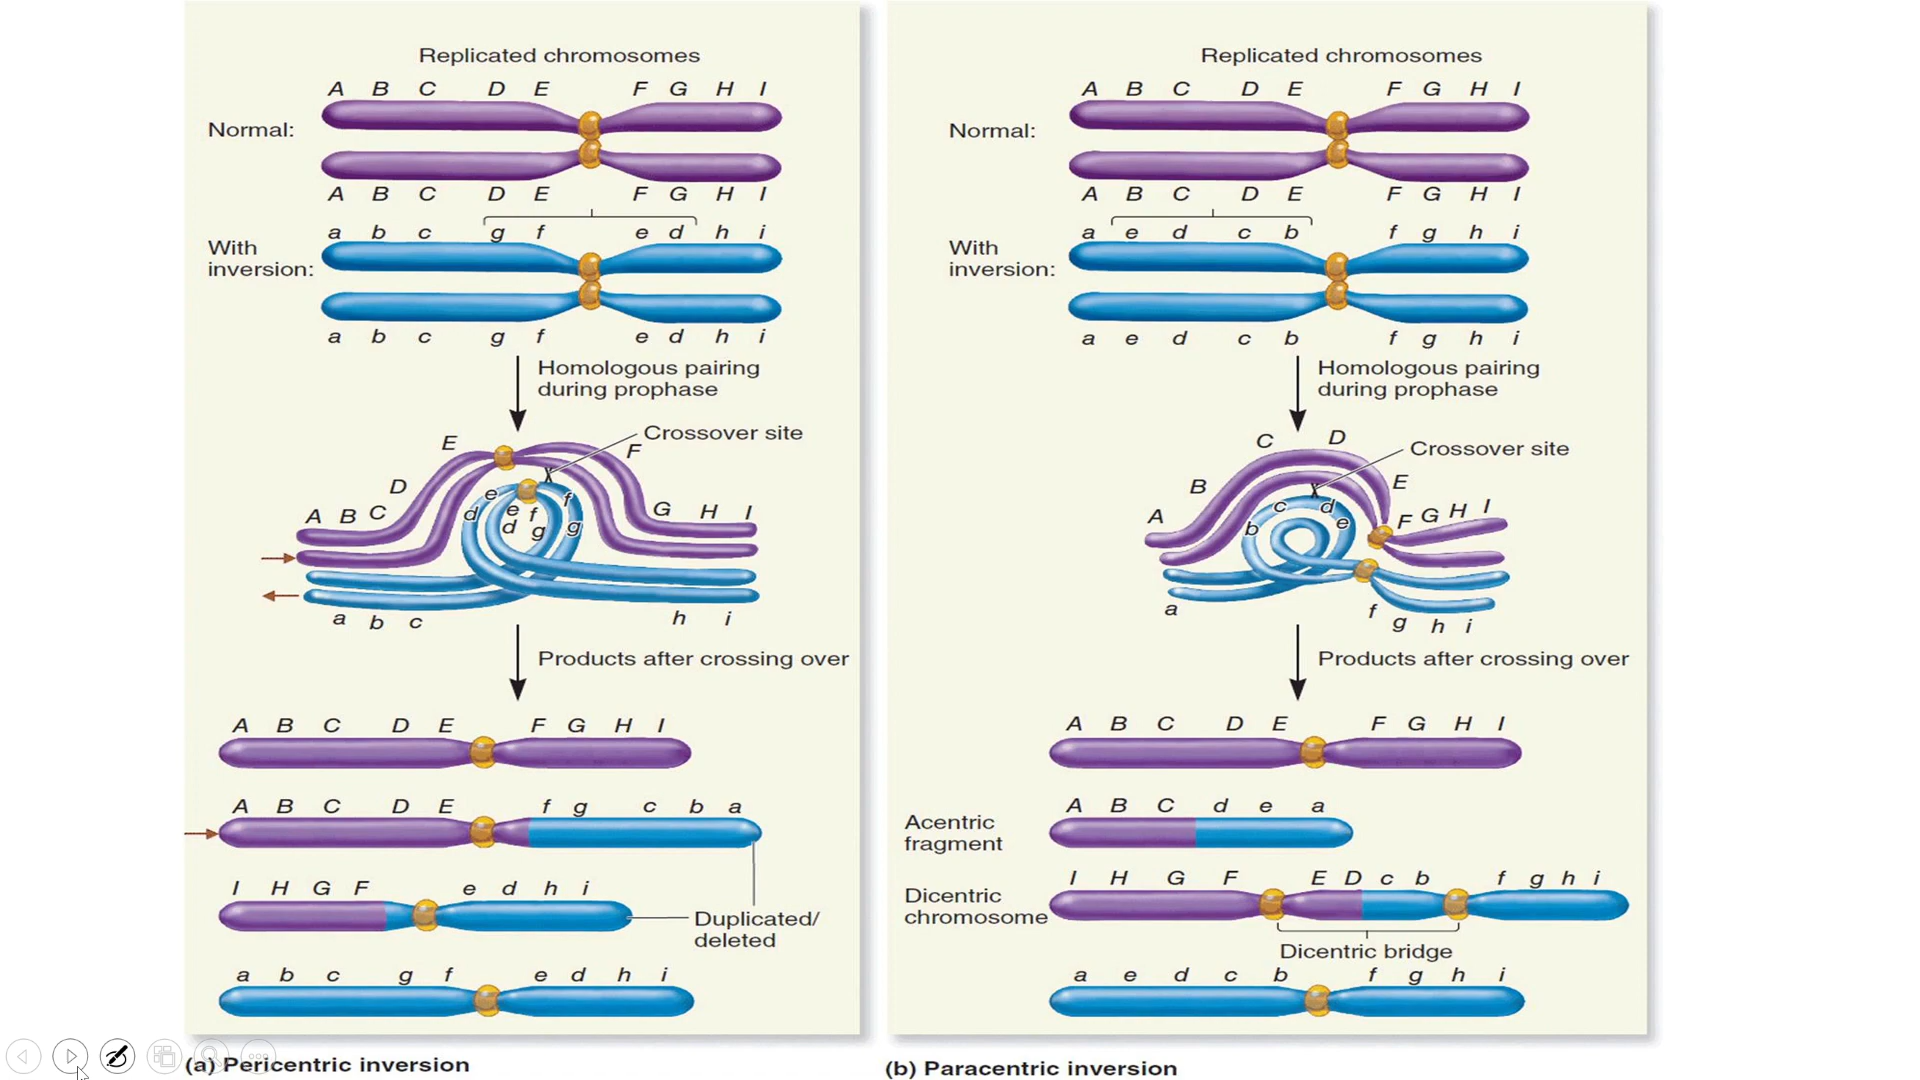 Replicated chromosomes
A B C D E F G H I
Normal:
A B C D E F G H I
a b c g f e d h i
With
inversion:
a b c g f e d h i
Homologous pairing
during prophase
Crossover site
E F
D
A B C G H I
e f
d e f g
d g
a b c h i
Products after crossing over
A B C D E F G H I
A B C D E f g c b a
I H G F e d h i
Duplicated/
deleted
a b c g f e d h i
(a) Pericentric inversion
Replicated chromosomes
A B C D E F G H I
Normal:
A B C D E F G H I
a e d c b f g h i
With
inversion:
a e d c b f g h i
Homologous pairing
during prophase
C D
Crossover site
B E
A F G H I
c d
b e
a f g h i
Products after crossing over
A B C D E F G H I
A B C d e a
Acentric
fragment
I H G F E D c b f g h i
Dicentric
chromosome
Dicentric bridge
a e d c b f g h i
(b) Paracentric inversion